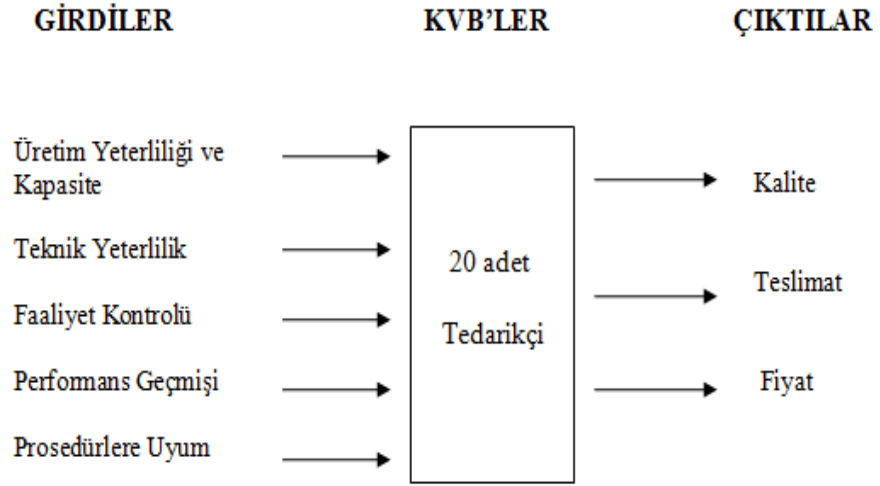 GİRDİLER
KVB'LER
ÇIKTILAR
Üretim Yeterliliği ve
Kapasite
Teknik Yeterlilik
Faaliyet Kontrolü
Performans Geçmişi
Prosedürlere Uyum
20 adet
Tedarikçi
Kalite
Teslimat
Fiyat